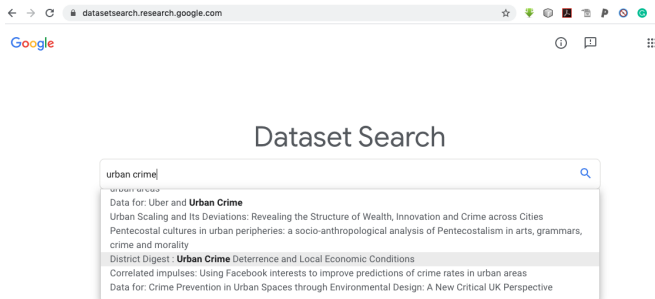 datasetsearch.research.google.com
Google
Dataset Search
urban crime
urban areas
Data for: Uber and Urban Crime
Urban Scaling and Its Deviations: Revealing the Structure of Wealth, Innovation and Crime across Cities
Pentecostal cultures in urban peripheries: a socio-anthropological analysis of Pentecostalism in arts, grammars,
crime and morality
District Digest : Urban Crime Deterrence and Local Economic Conditions
Correlated impulses: Using Facebook interests to improve predictions of crime rates in urban areas
Data for: Crime Prevention in Urban Spaces through Environmental Design: A New Critical UK Perspective